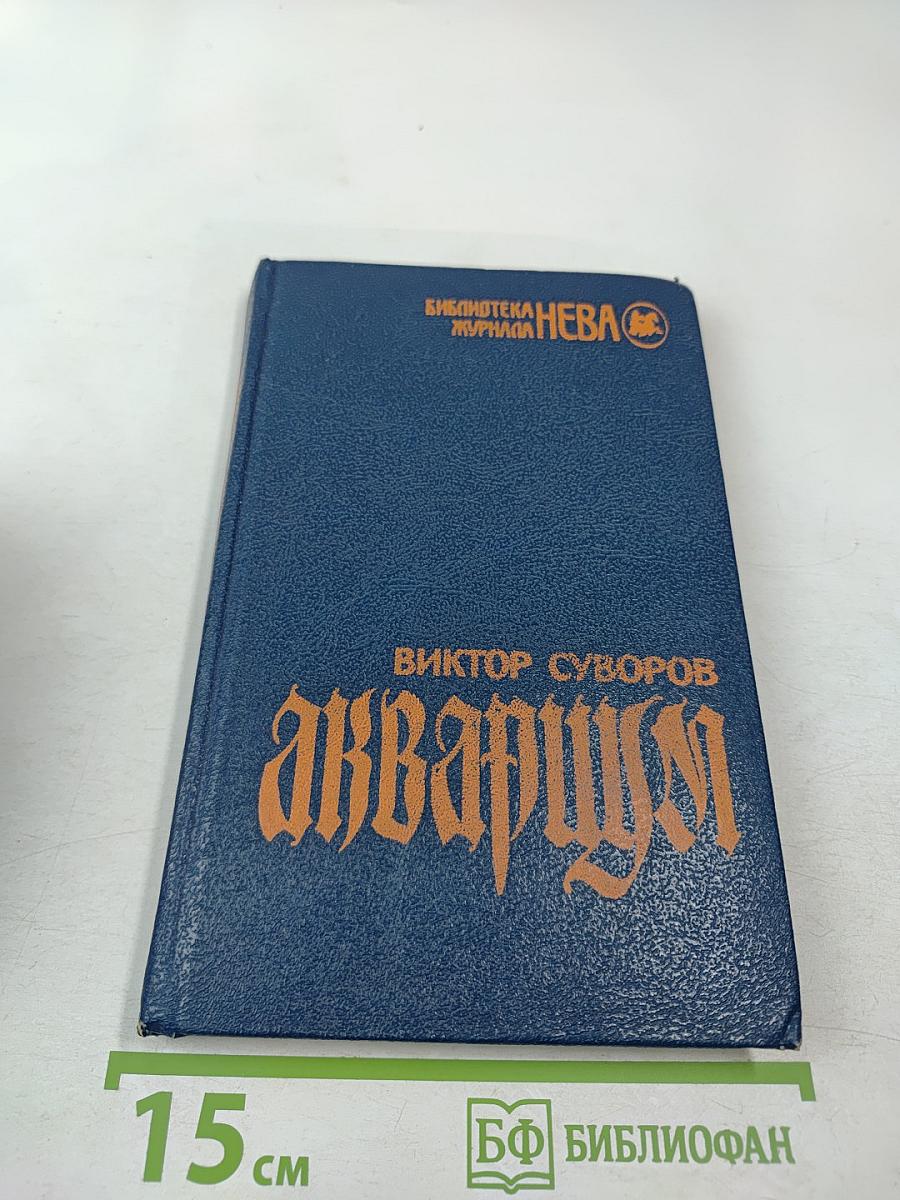 БИБЛИОТЕКА
ЖУРНАЛА НЕВА
ВИКТОР СУВОРОВ
АКВАРИУМ
15 см
БФ БИБЛИОФАН